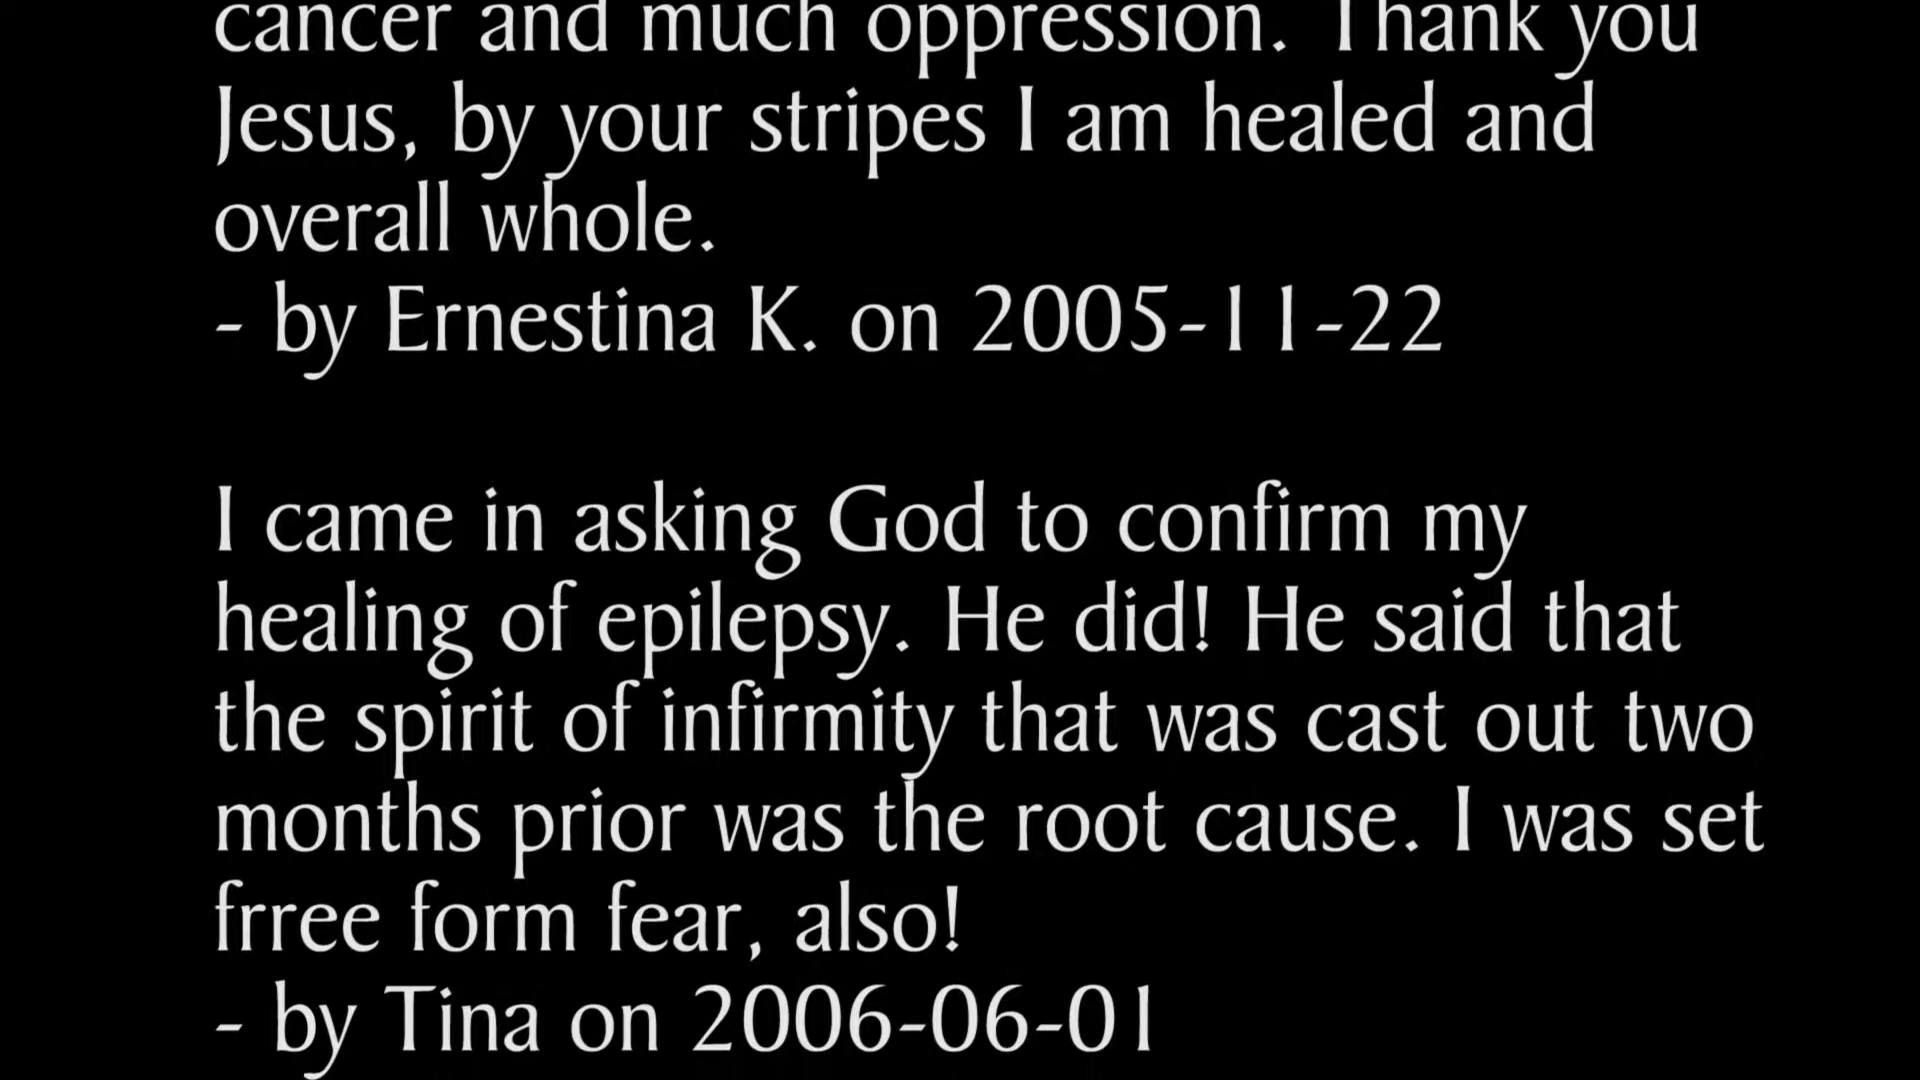 cancer and much oppression. Thank you
Jesus, by your stripes I am healed and
overall whole.
- by Ernestina K. on 2005-11-22
I came in asking God to confirm my
healing of epilepsy. He did! He said that
the spirit of infirmity that was cast out two
months prior was the root cause. I was set
frree form fear, also!
- by Tina on 2006-06-01